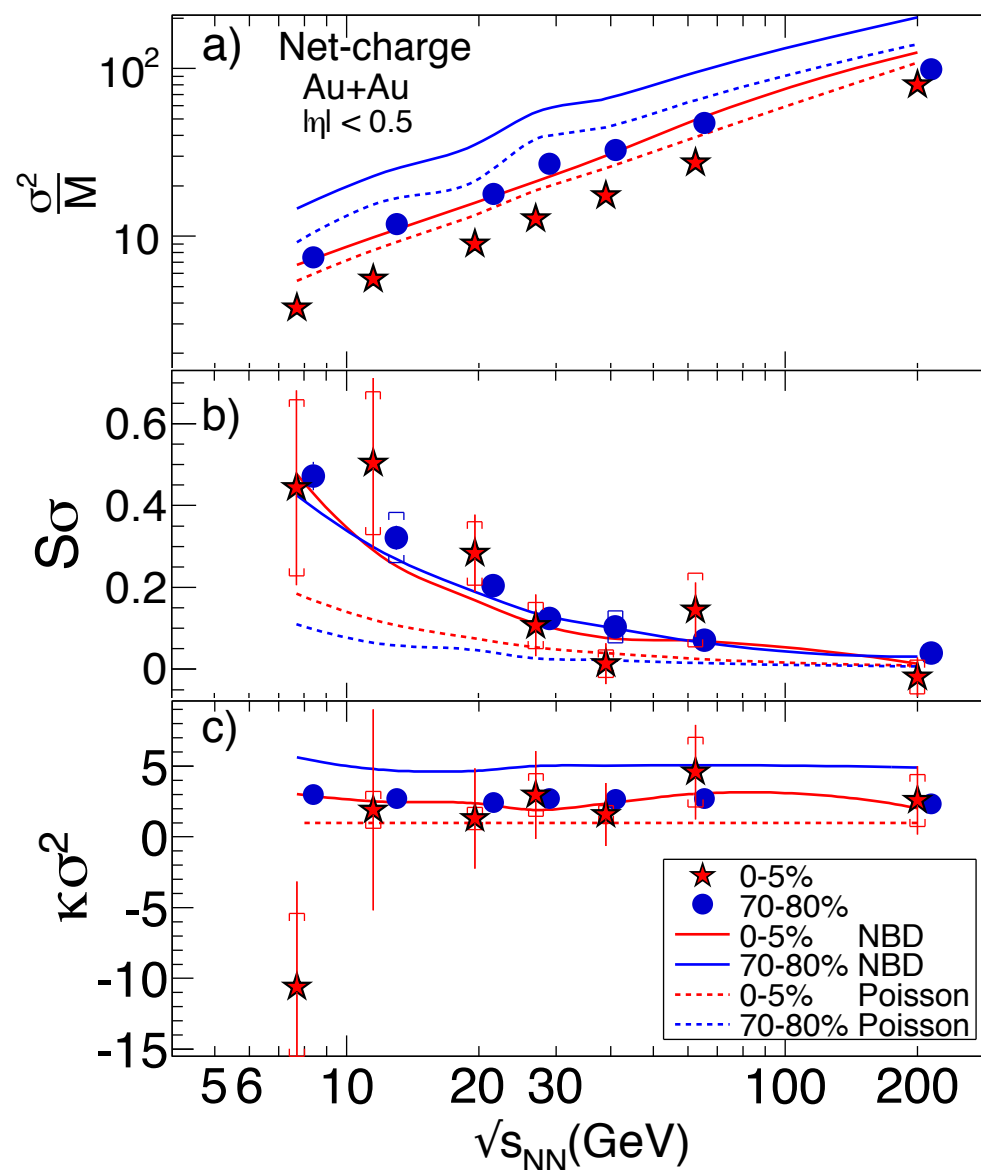 a) Net-charge
Au+Au
|η| < 0.5
10²
10
σ²/M
b)
0.6
0.4
0.2
0
Sσ
c)
5
0
-5
-10
-15
κσ²
0-5%
70-80%
0-5% NBD
70-80% NBD
0-5% Poisson
70-80% Poisson
5 6 10 20 30 100 200
√sNN(GeV)